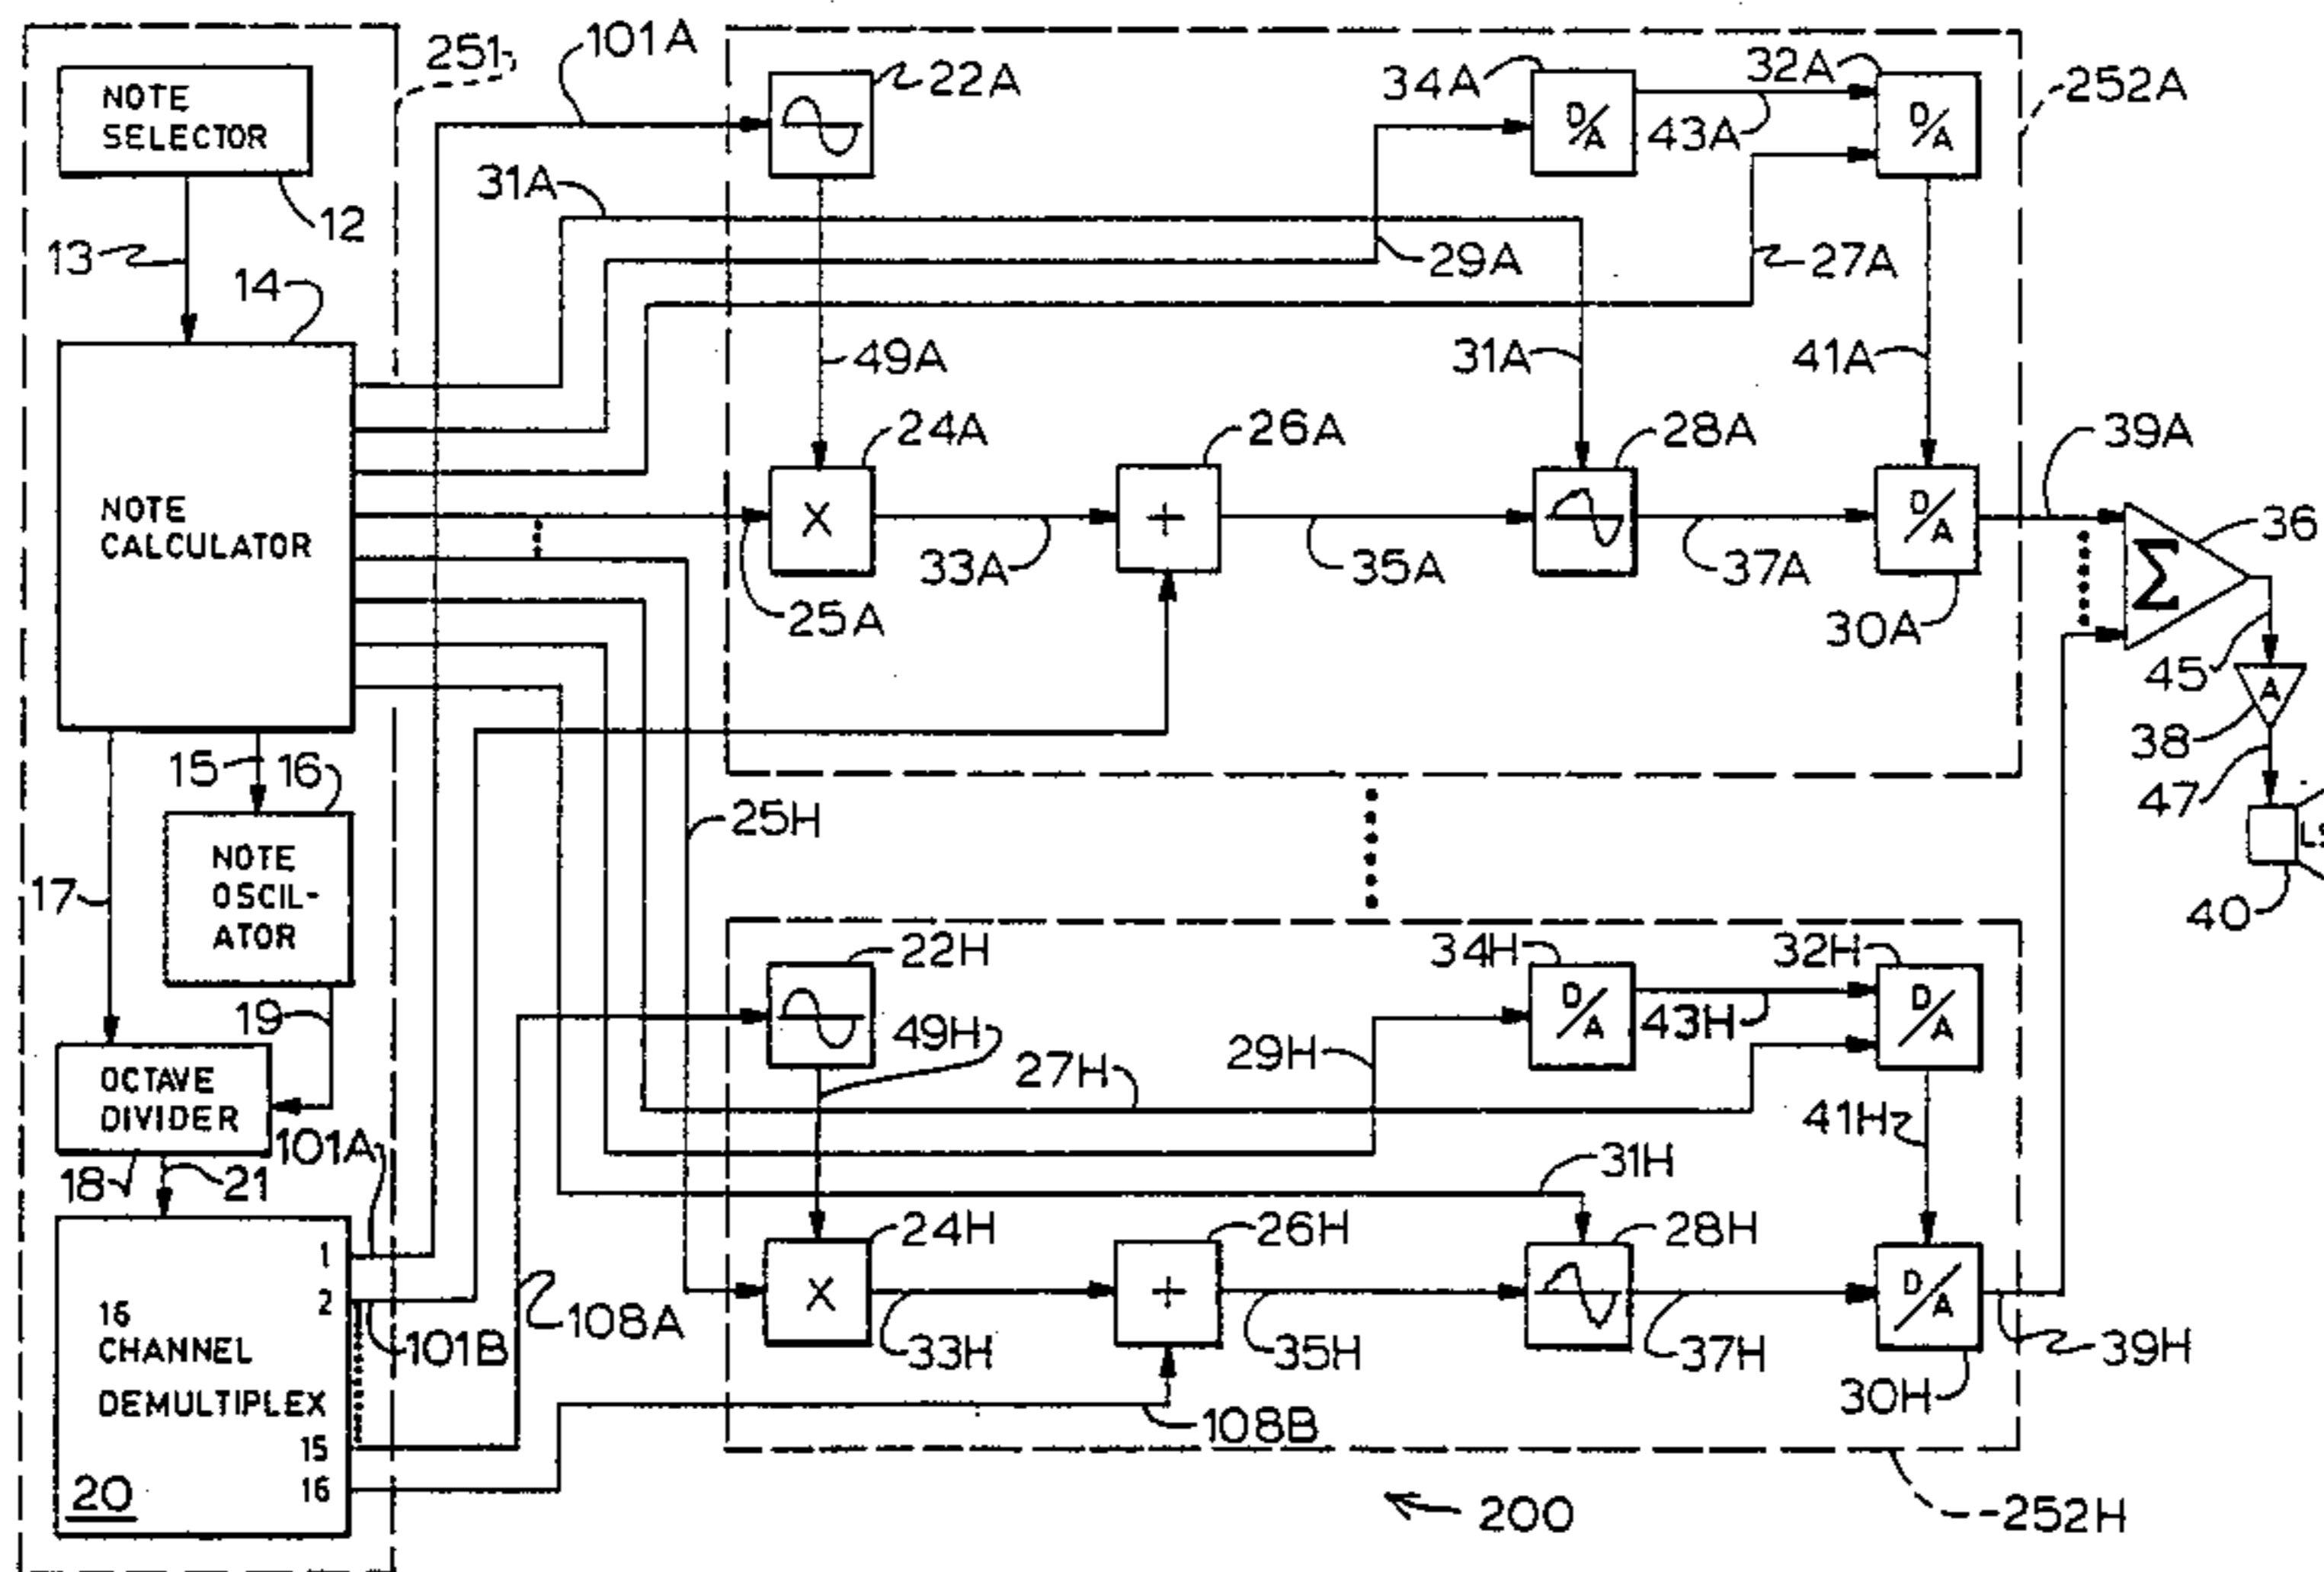 101A
251
22A
34A
32A
252A
NOTE
SELECTOR
D/A
D/A
43A
31A
12
13
29A
27A
14
49A
31A
41A
24A
26A
28A
39A
NOTE
CALCULATOR
X
+
D/A
Σ
36
33A
35A
37A
25A
30A
45
A
38
15
16
47
25H
LS
NOTE
OSCIL-
ATOR
17
40
22H
34H
32H
D/A
D/A
19
49H
43H
29H
27H
OCTAVE
DIVIDER
41H
101A
18
21
31H
24H
26H
28H
1
2
16
CHANNEL
DEMULTIPLEX
15
16
20
X
+
D/A
108A
101B
33H
35H
37H
39H
30H
108B
200
252H